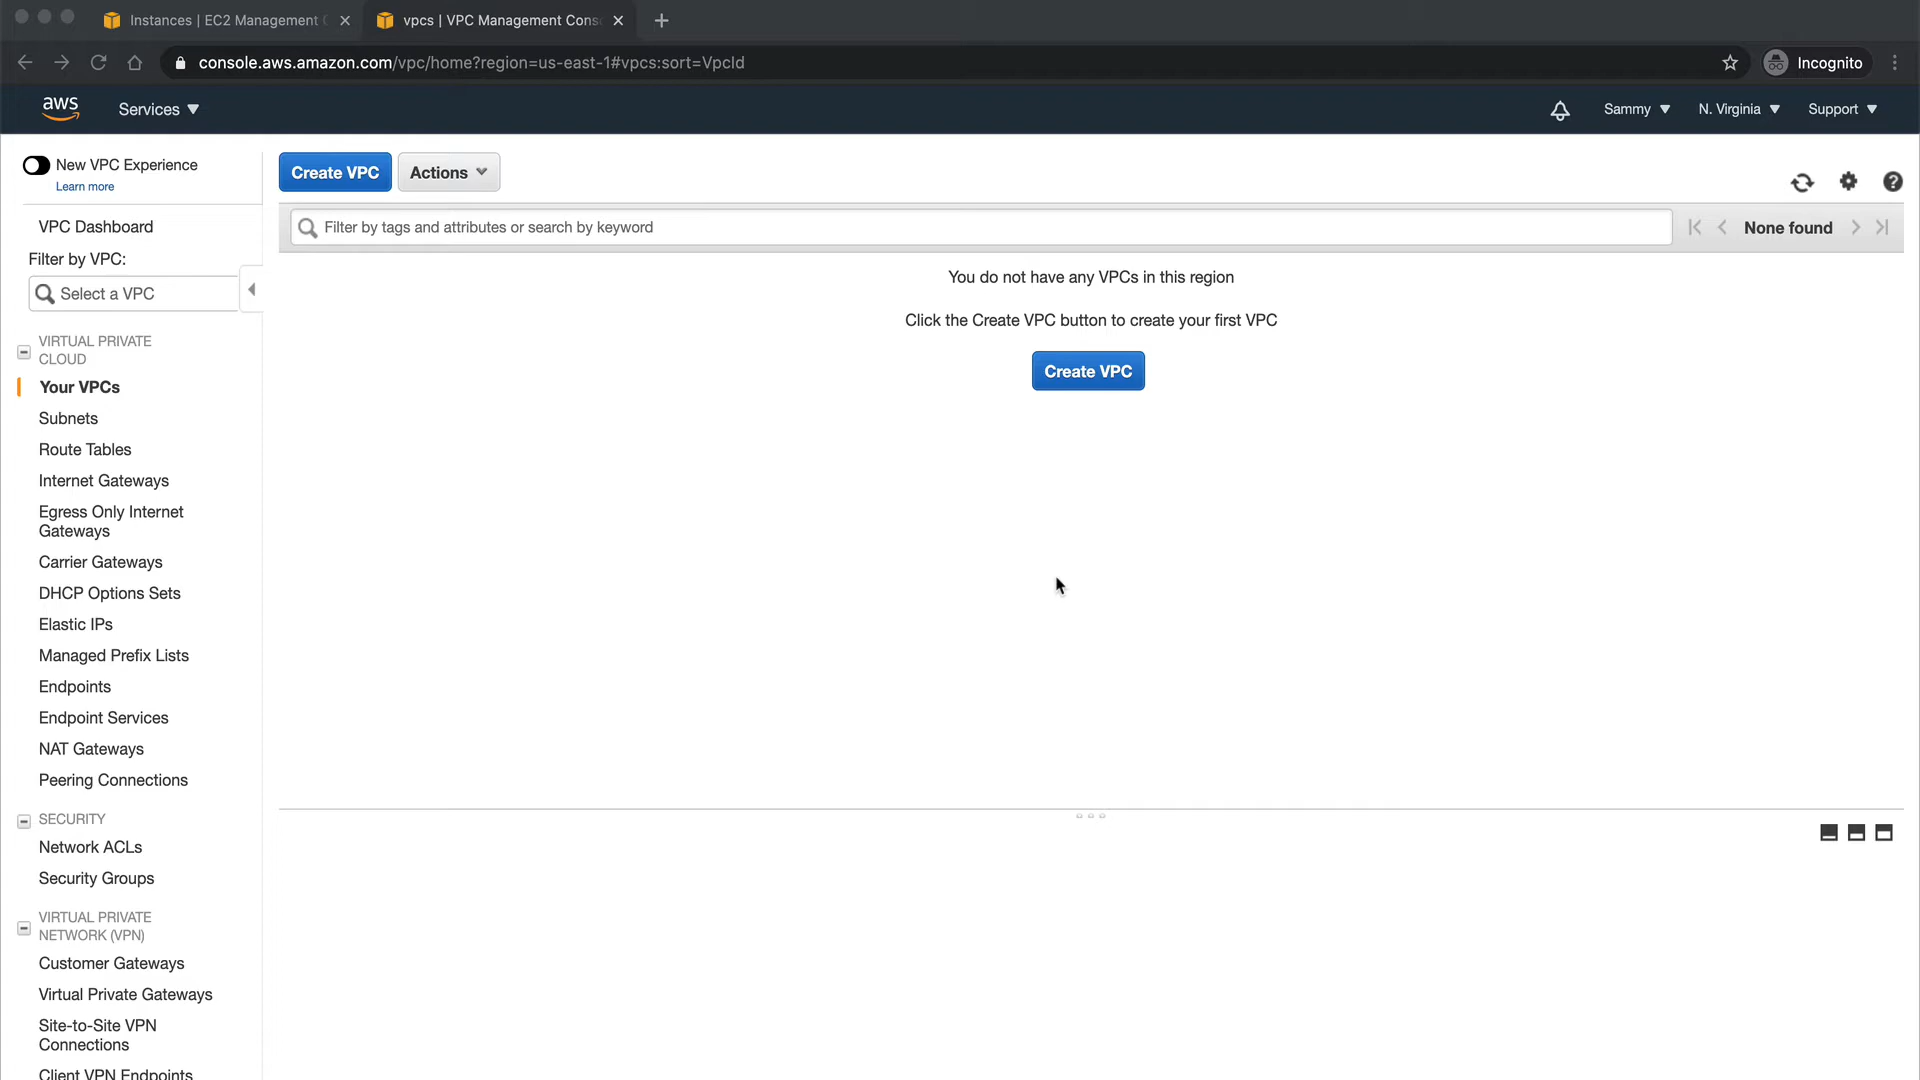 Instances | EC2 Management C
vpcs | VPC Management Cons
console.aws.amazon.com/vpc/home?region=us-east-1#vpcs:sort=VpcId
Incognito
aws
Services
Sammy
N. Virginia
Support
New VPC Experience
Learn more
Create VPC
Actions
VPC Dashboard
Filter by VPC:
Select a VPC
Filter by tags and attributes or search by keyword
None found
You do not have any VPCs in this region
Click the Create VPC button to create your first VPC
Create VPC
VIRTUAL PRIVATE
CLOUD
Your VPCs
Subnets
Route Tables
Internet Gateways
Egress Only Internet
Gateways
Carrier Gateways
DHCP Options Sets
Elastic IPs
Managed Prefix Lists
Endpoints
Endpoint Services
NAT Gateways
Peering Connections
SECURITY
Network ACLs
Security Groups
VIRTUAL PRIVATE
NETWORK (VPN)
Customer Gateways
Virtual Private Gateways
Site-to-Site VPN
Connections
Client VPN Endpoints